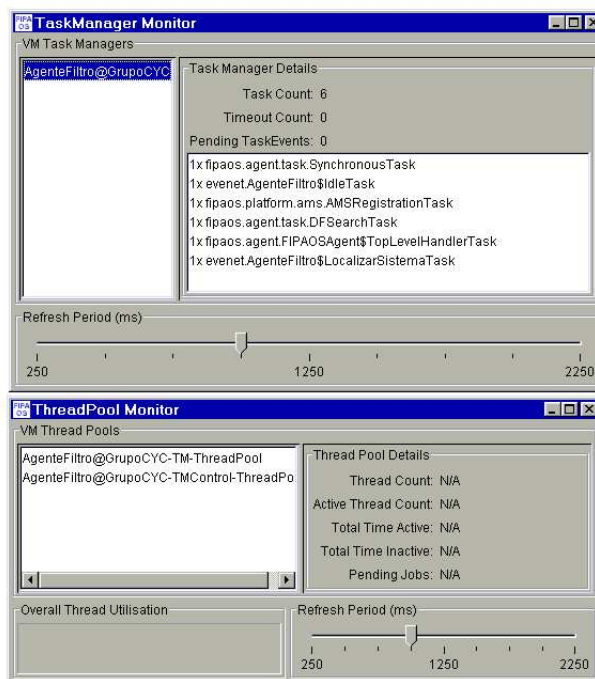 FIPA OS TaskManager Monitor
VM Task Managers
AgenteFiltro@GrupoCYC
Task Manager Details
Task Count: 6
Timeout Count: 0
Pending TaskEvents: 0
1x fipaos.agent.task.SynchronousTask
1x evenet.AgenteFiltro$IdleTask
1x fipaos.platform.ams.AMSRegistrationTask
1x fipaos.agent.task.DFSearchTask
1x fipaos.agent.FIPAOSAgent$TopLevelHandlerTask
1x evenet.AgenteFiltro$LocalizarSistemaTask
Refresh Period (ms)
250 1250 2250
FIPA OS ThreadPool Monitor
VM Thread Pools
AgenteFiltro@GrupoCYC-TM-ThreadPool
AgenteFiltro@GrupoCYC-TMControl-ThreadPo
Thread Pool Details
Thread Count: N/A
Active Thread Count: N/A
Total Time Active: N/A
Total Time Inactive: N/A
Pending Jobs: N/A
Overall Thread Utilisation
Refresh Period (ms)
250 1250 2250